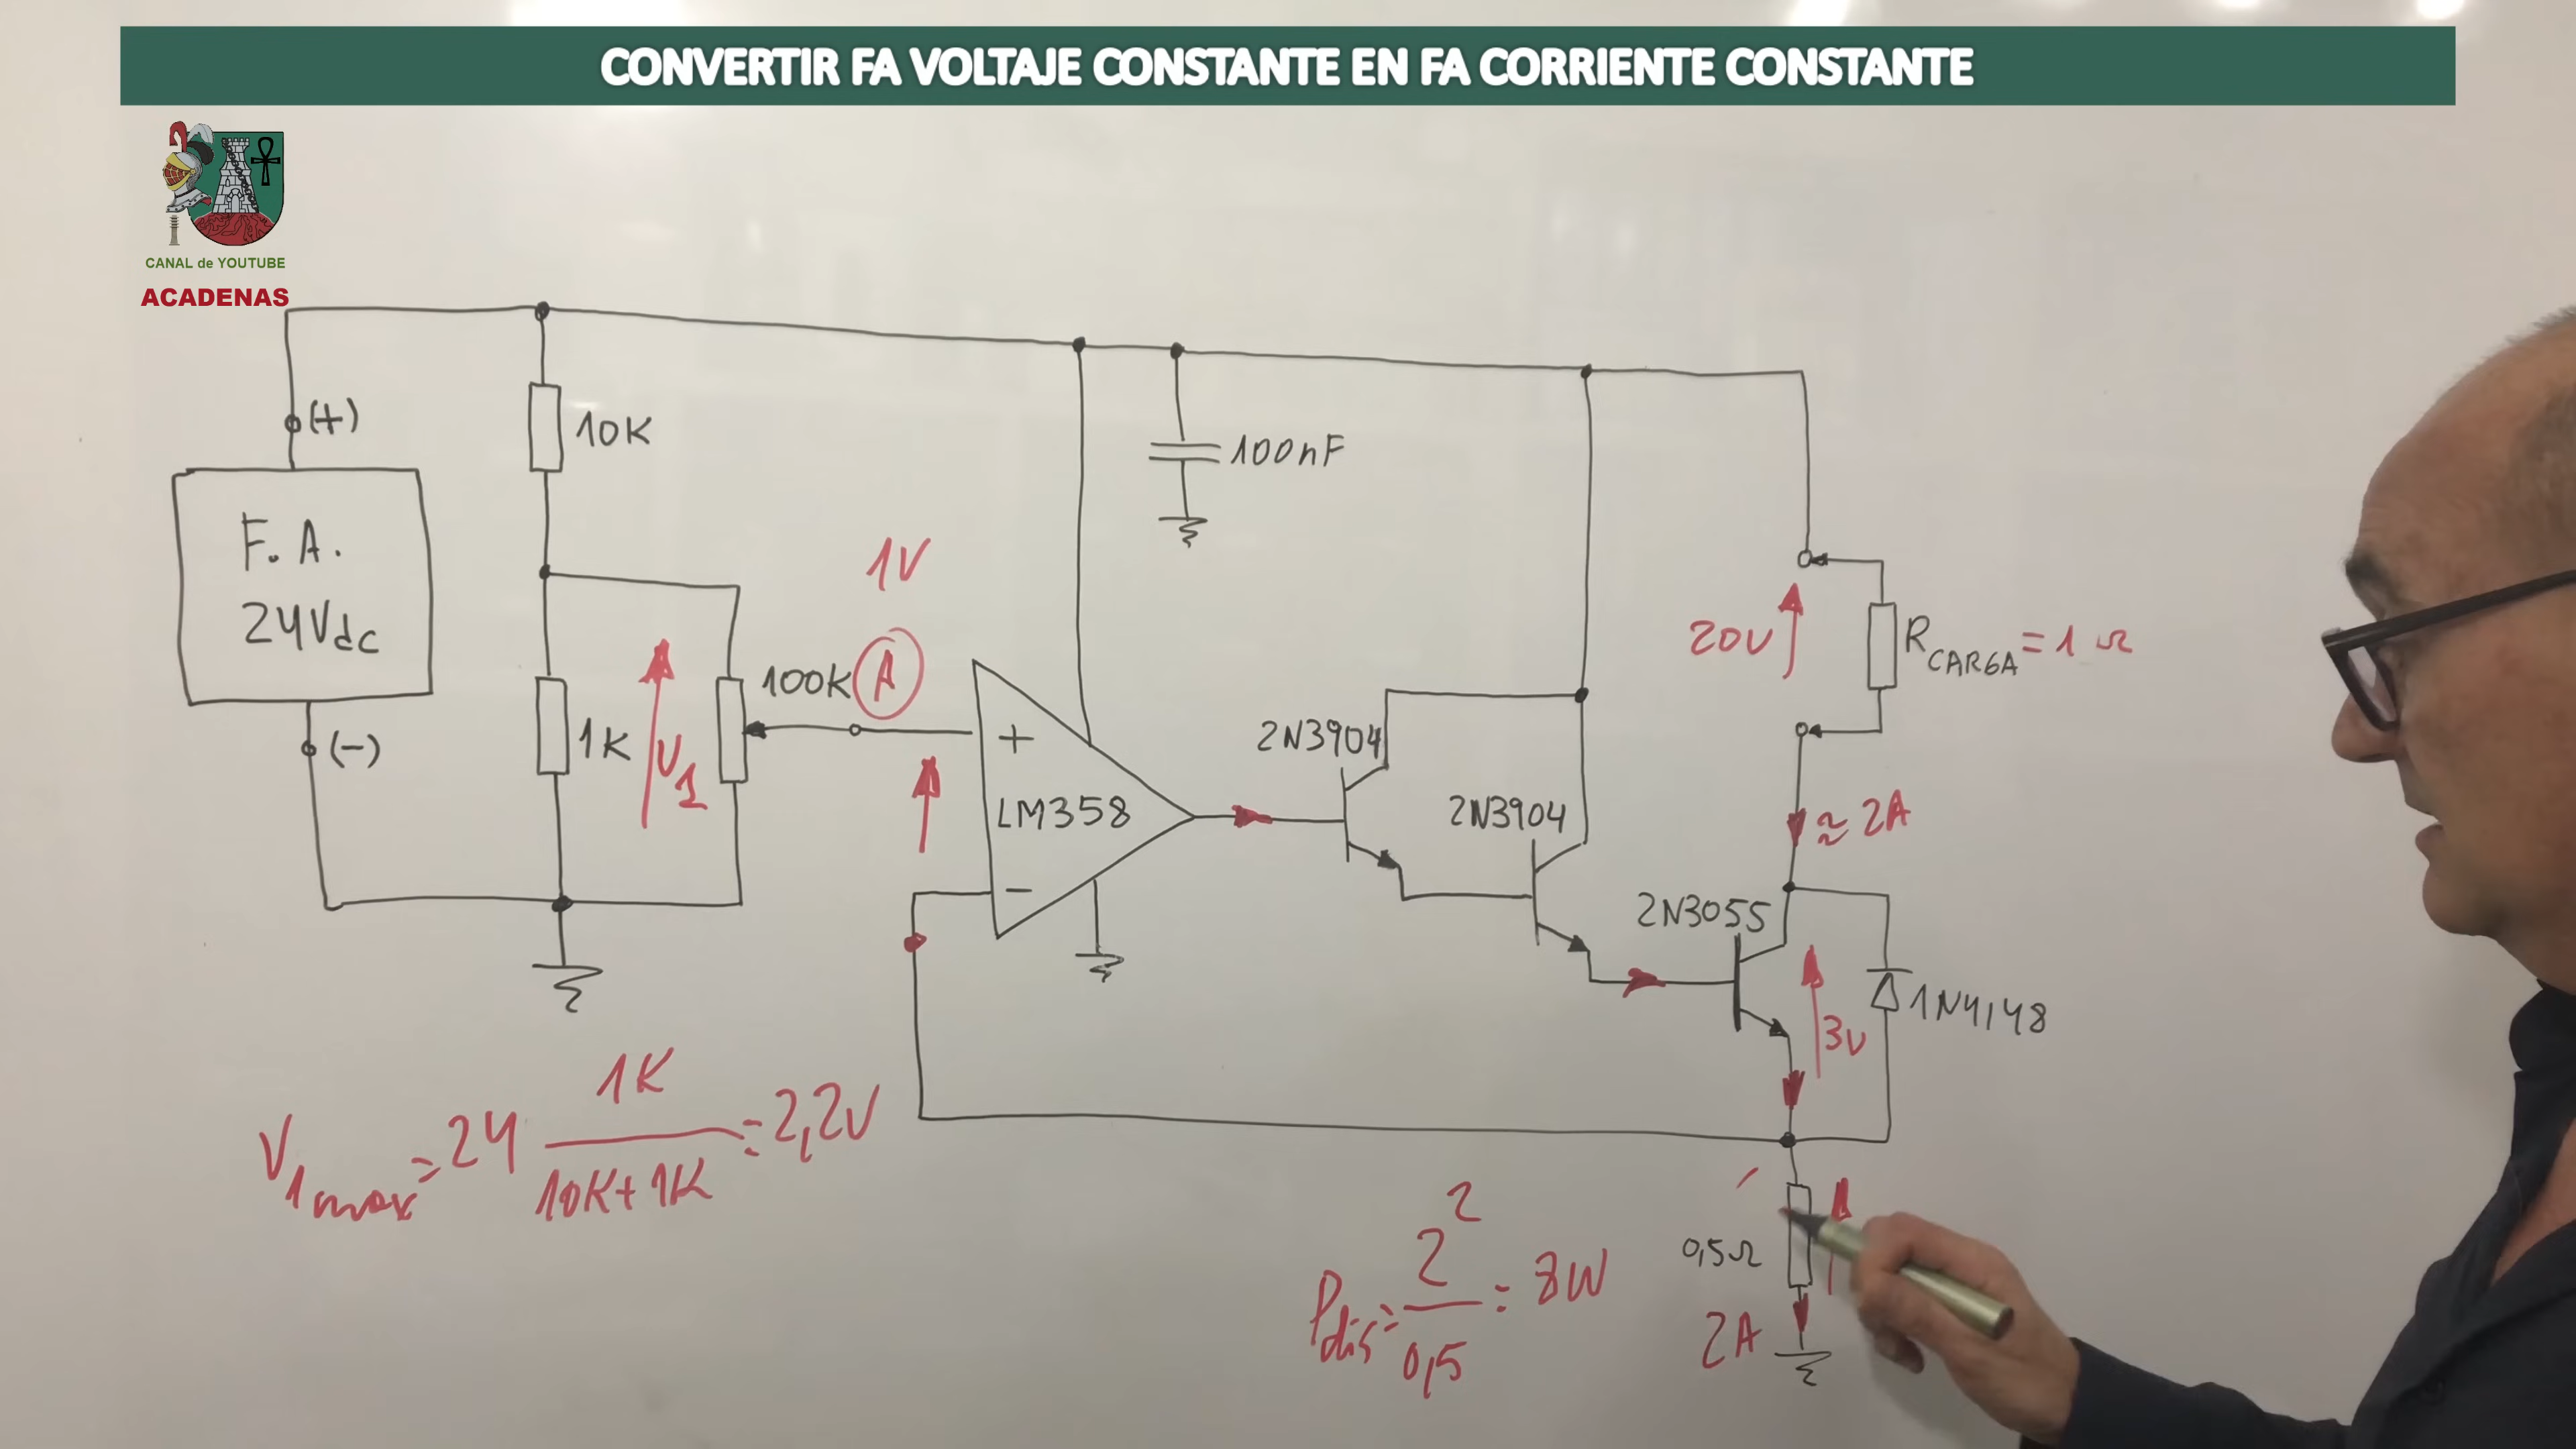 CONVERTIR FA VOLTAJE CONSTANTE EN FA CORRIENTE CONSTANTE
CANAL de YOUTUBE
ACADENAS
(+)
10K
100nF
F. A.
24Vdc
(-)
1K
V1
100K
A
1V
+
LM358
-
2N3904
2N3904
2N3055
20V
RCARGA = 1 Ω
≈ 2A
3V
1N4148
V1max = 24 1K / 10K+1K = 2,2V
Pdis = 2² / 0,5 = 8W
0,5Ω
2A